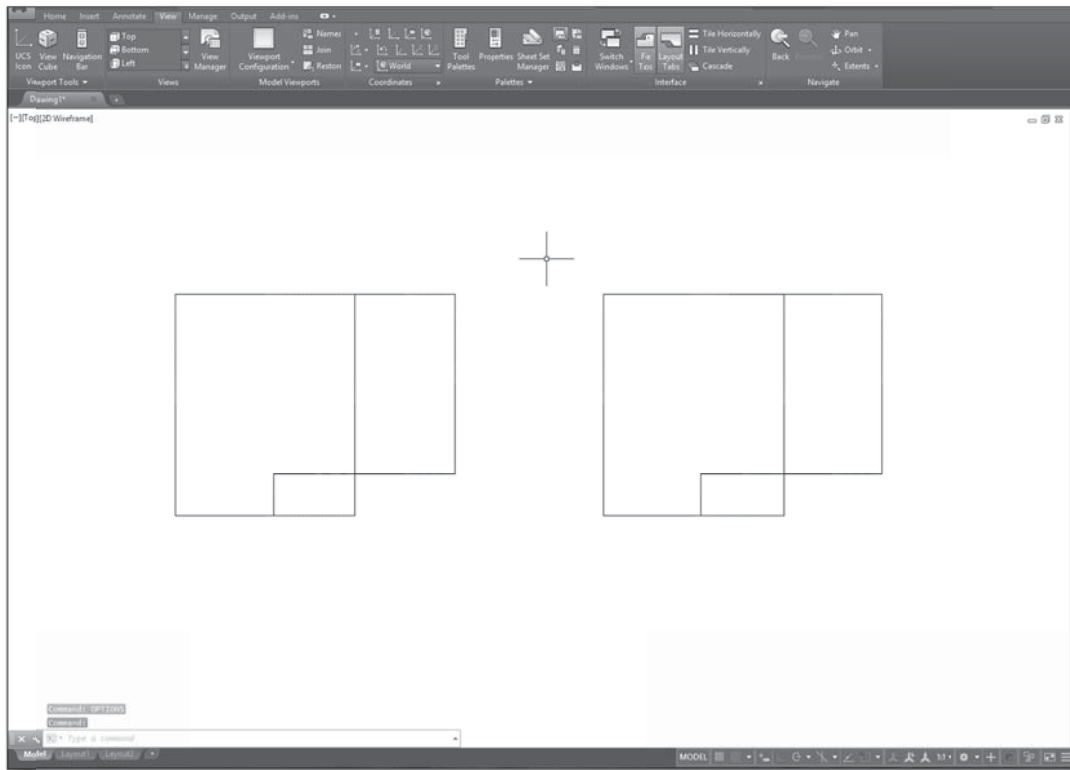 Home Insert Annotate View Manage Output Add-ins
UCS Icon View Cube Navigation Bar
Viewport Tools
Top
Bottom
Left
View Manager
Views
Viewport Configuration
Named
Join
Restore
Model Viewports
World
Coordinates
Tool Palettes Properties Sheet Set Manager
Palettes
Switch Windows File Tabs Layout Tabs
Tile Horizontally
Tile Vertically
Cascade
Interface
Back
Pan
Orbit
Extents
Navigate
Drawing1*
[−][Top][2D Wireframe]
Command: OPTIONS
Command:
Type a command
Model Layout1 Layout2 +
MODEL 1:1